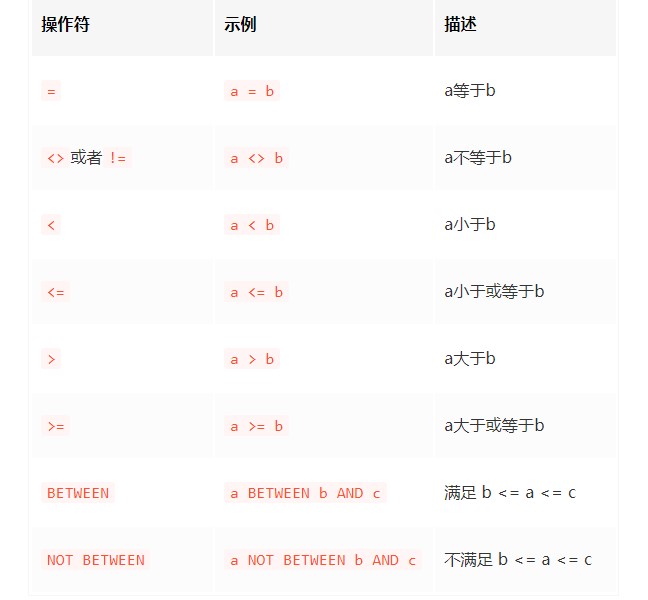 操作符 示例 描述
= a = b a等于b
<> 或者 != a <> b a不等于b
< a < b a小于b
<= a <= b a小于或等于b
> a > b a大于b
>= a >= b a大于或等于b
BETWEEN a BETWEEN b AND c 满足 b <= a <= c
NOT BETWEEN a NOT BETWEEN b AND c 不满足 b <= a <= c